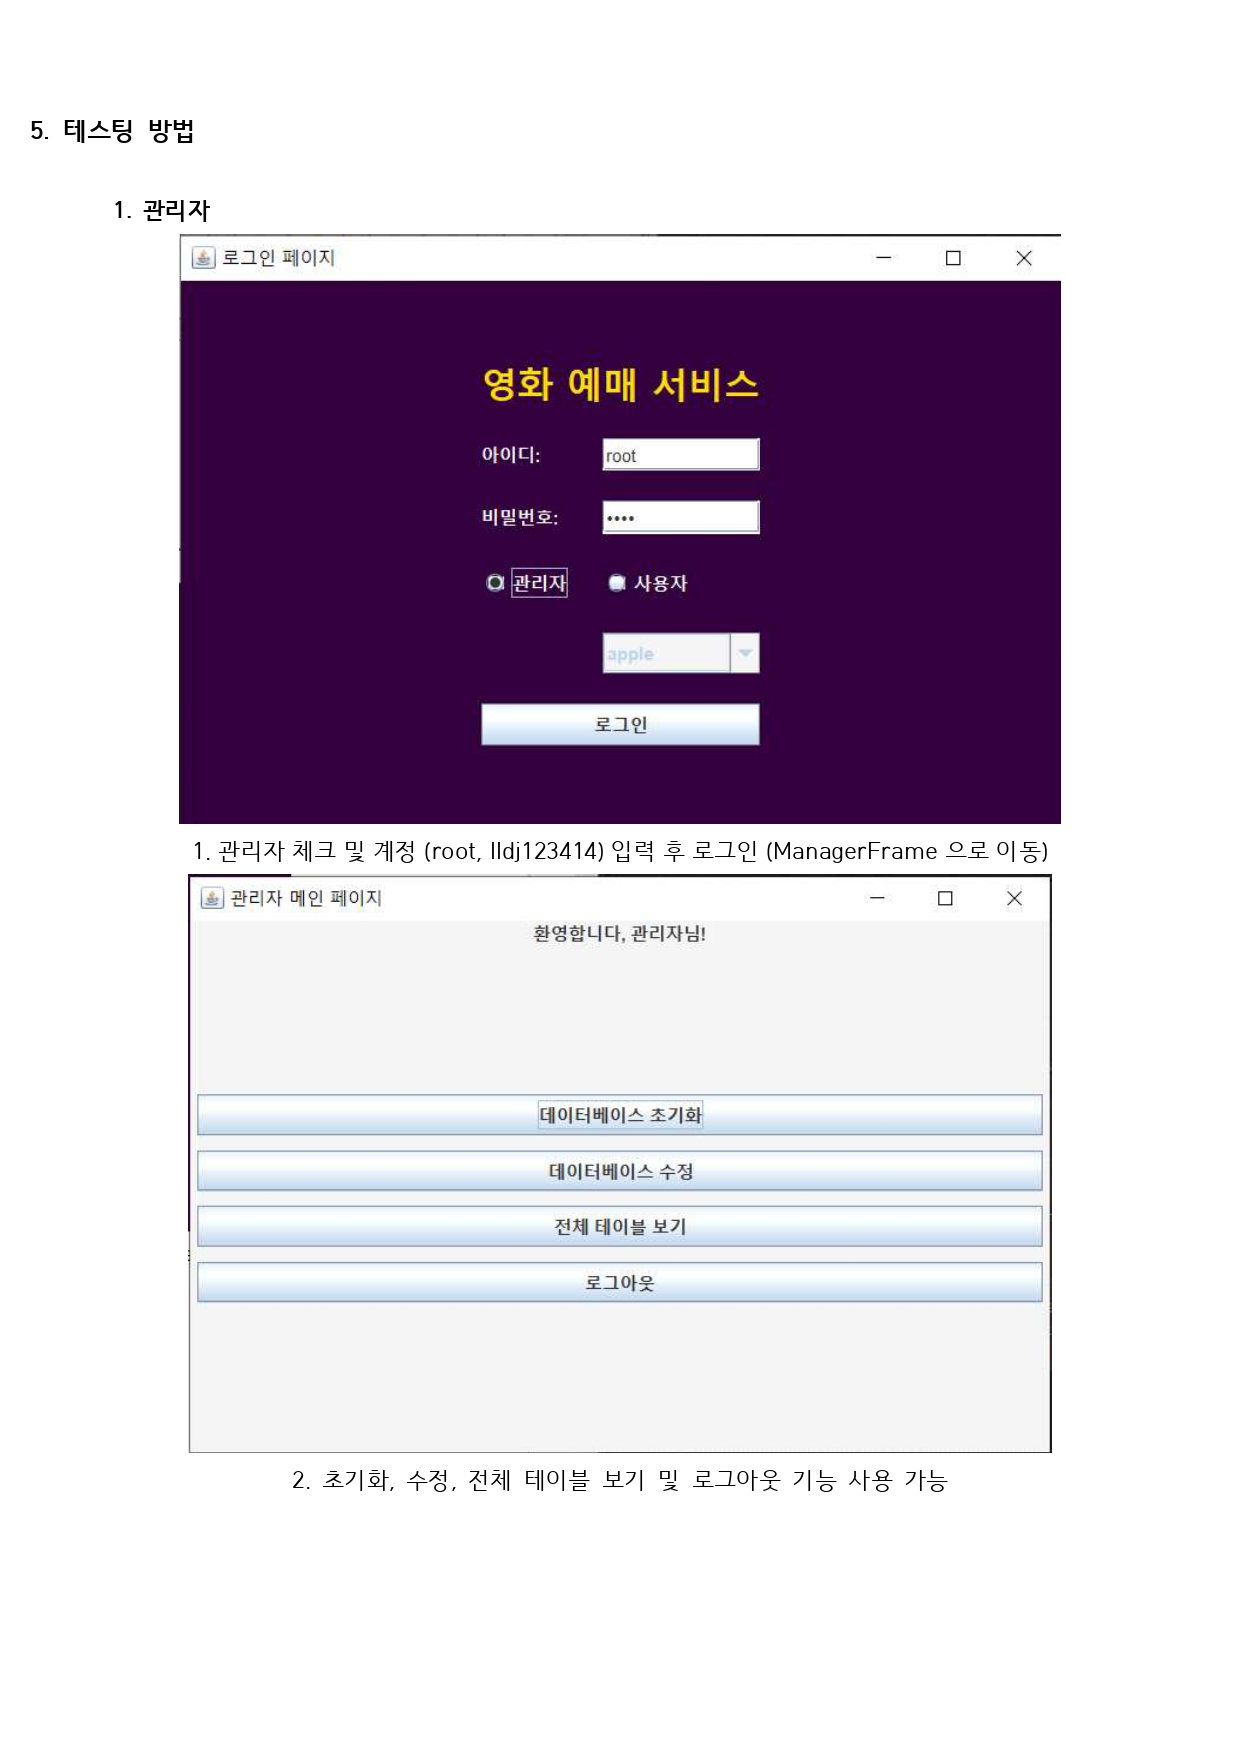 5. 테스팅 방법
1. 관리자
로그인 페이지
영화 예매 서비스
아이디: root
비밀번호: ••••
관리자 사용자
apple
로그인
1. 관리자 체크 및 계정 (root, lldj123414) 입력 후 로그인 (ManagerFrame 으로 이동)
관리자 메인 페이지
환영합니다, 관리자님!
데이터베이스 초기화
데이터베이스 수정
전체 테이블 보기
로그아웃
2. 초기화, 수정, 전체 테이블 보기 및 로그아웃 기능 사용 가능